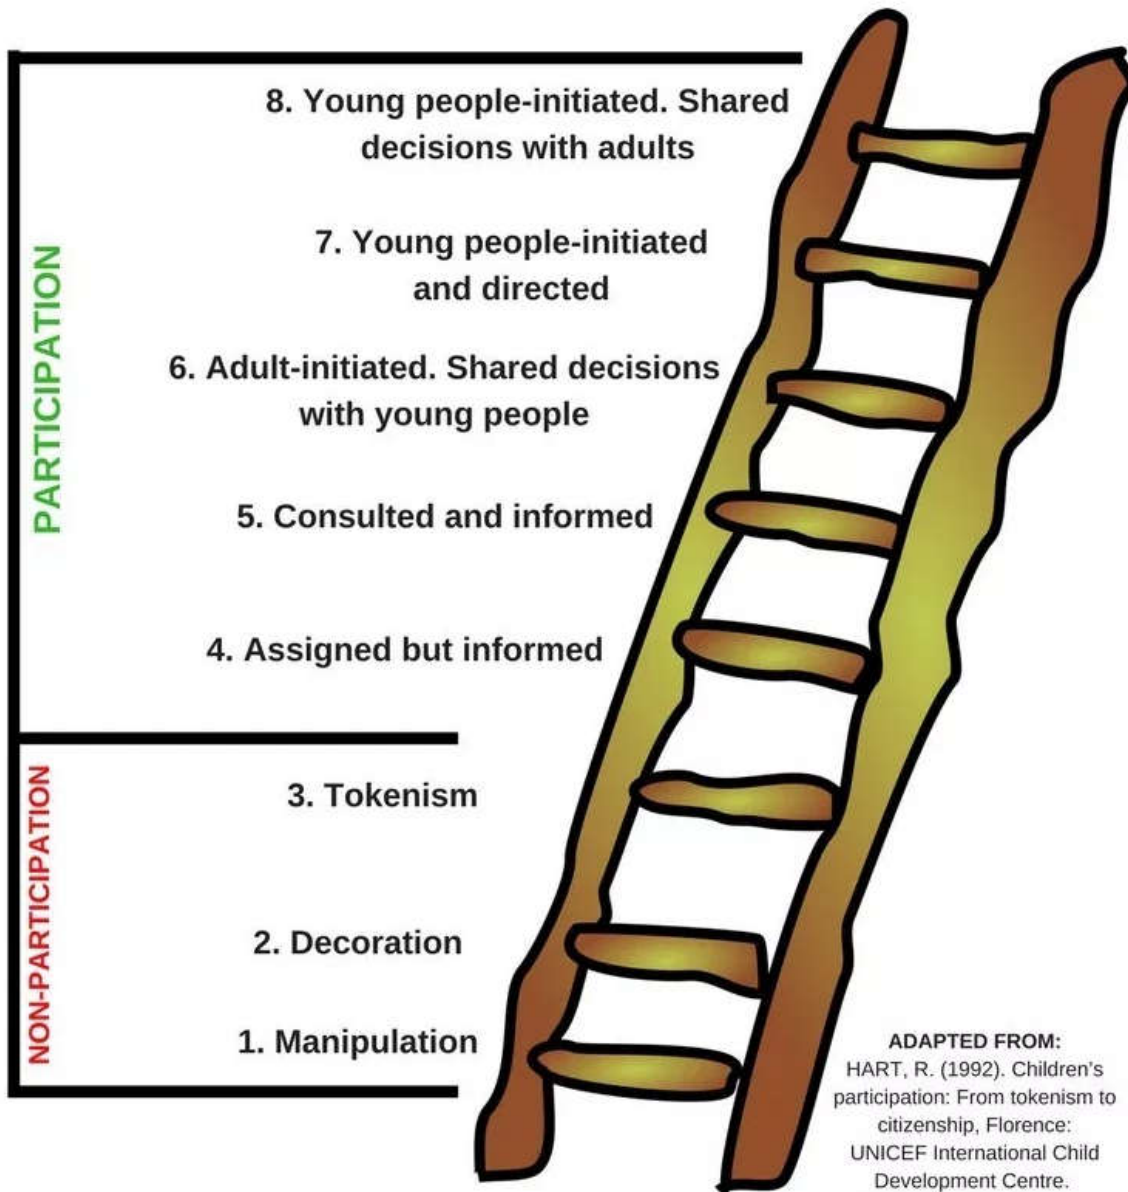 8. Young people-initiated. Shared
decisions with adults
7. Young people-initiated
and directed
6. Adult-initiated. Shared decisions
with young people
5. Consulted and informed
4. Assigned but informed
PARTICIPATION
3. Tokenism
2. Decoration
1. Manipulation
NON-PARTICIPATION
ADAPTED FROM:
HART, R. (1992). Children's
participation: From tokenism to
citizenship, Florence:
UNICEF International Child
Development Centre.